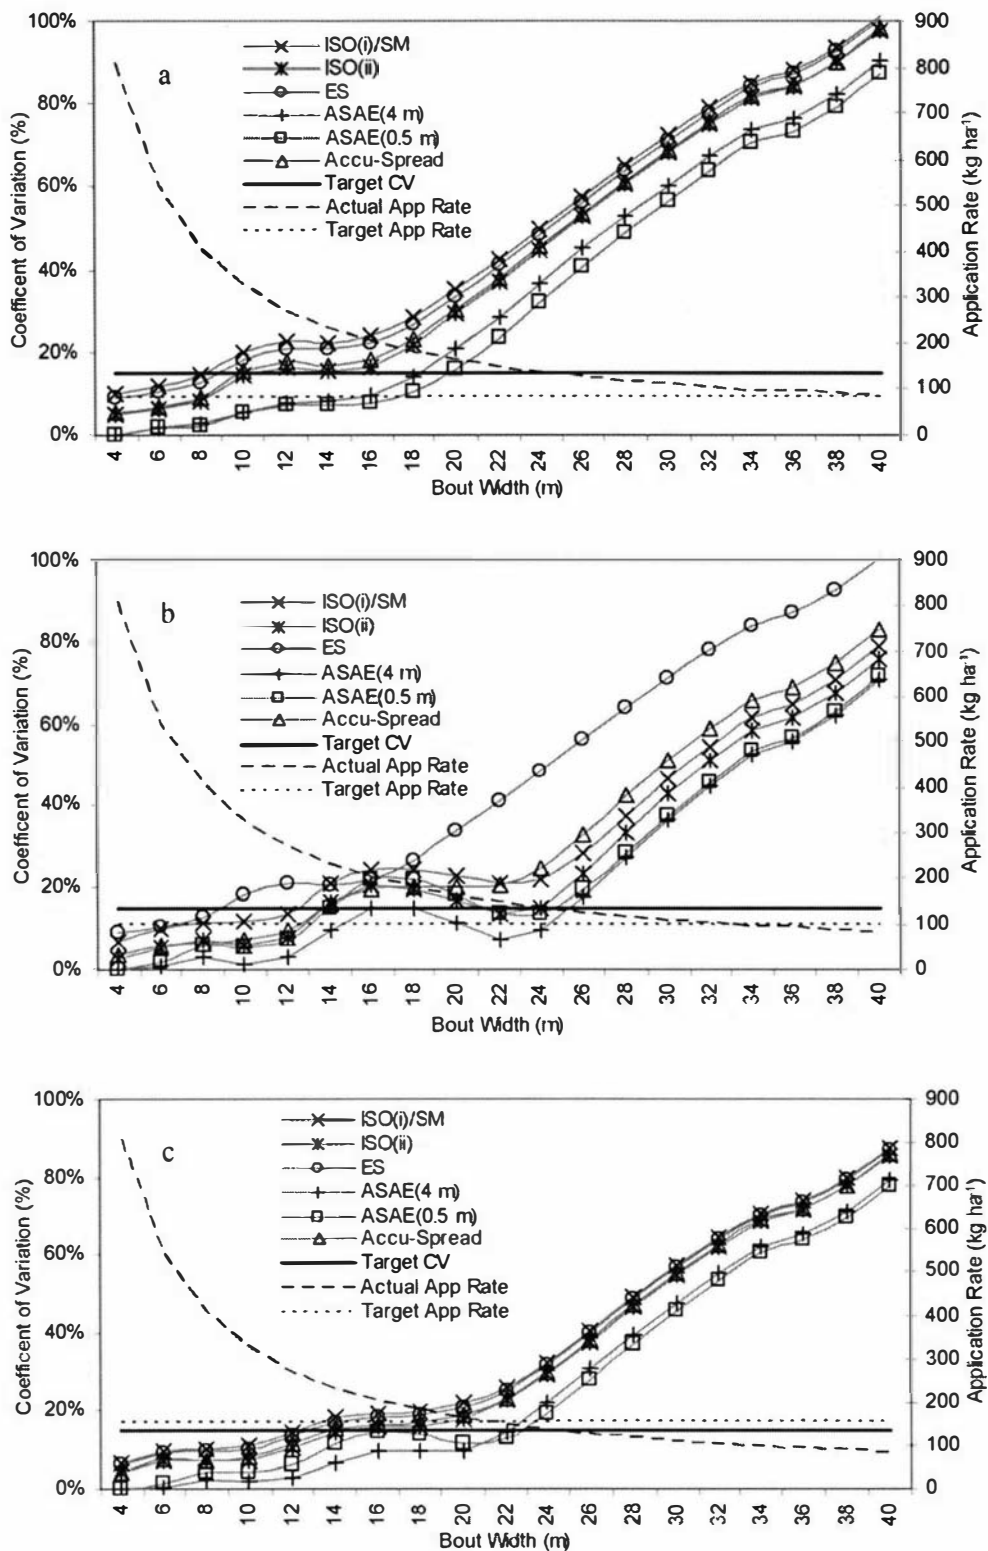 100%
80%
60%
40%
20%
0%
Coefficent of Variation (%)
a
ISO(i)/SM
ISO(ii)
ES
ASAE(4 m)
ASAE(0.5 m)
Accu-Spread
Target CV
Actual App Rate
Target App Rate
900
800
700
600
500
400
300
200
100
0
Application Rate (kg ha⁻¹)
4 6 8 10 12 14 16 18 20 22 24 26 28 30 32 34 36 38 40
Bout Width (m)
100%
80%
60%
40%
20%
0%
Coefficent of Variation (%)
b
ISO(i)/SM
ISO(ii)
ES
ASAE(4 m)
ASAE(0.5 m)
Accu-Spread
Target CV
Actual App Rate
Target App Rate
900
800
700
600
500
400
300
200
100
0
Application Rate (kg ha⁻¹)
4 6 8 10 12 14 16 18 20 22 24 26 28 30 32 34 36 38 40
Bout Width (m)
100%
80%
60%
40%
20%
0%
Coefficent of Variation (%)
c
ISO(i)/SM
ISO(ii)
ES
ASAE(4 m)
ASAE(0.5 m)
Accu-Spread
Target CV
Actual App Rate
Target App Rate
900
800
700
600
500
400
300
200
100
0
Application Rate (kg ha⁻¹)
4 6 8 10 12 14 16 18 20 22 24 26 28 30 32 34 36 38 40
Bout Width (m)